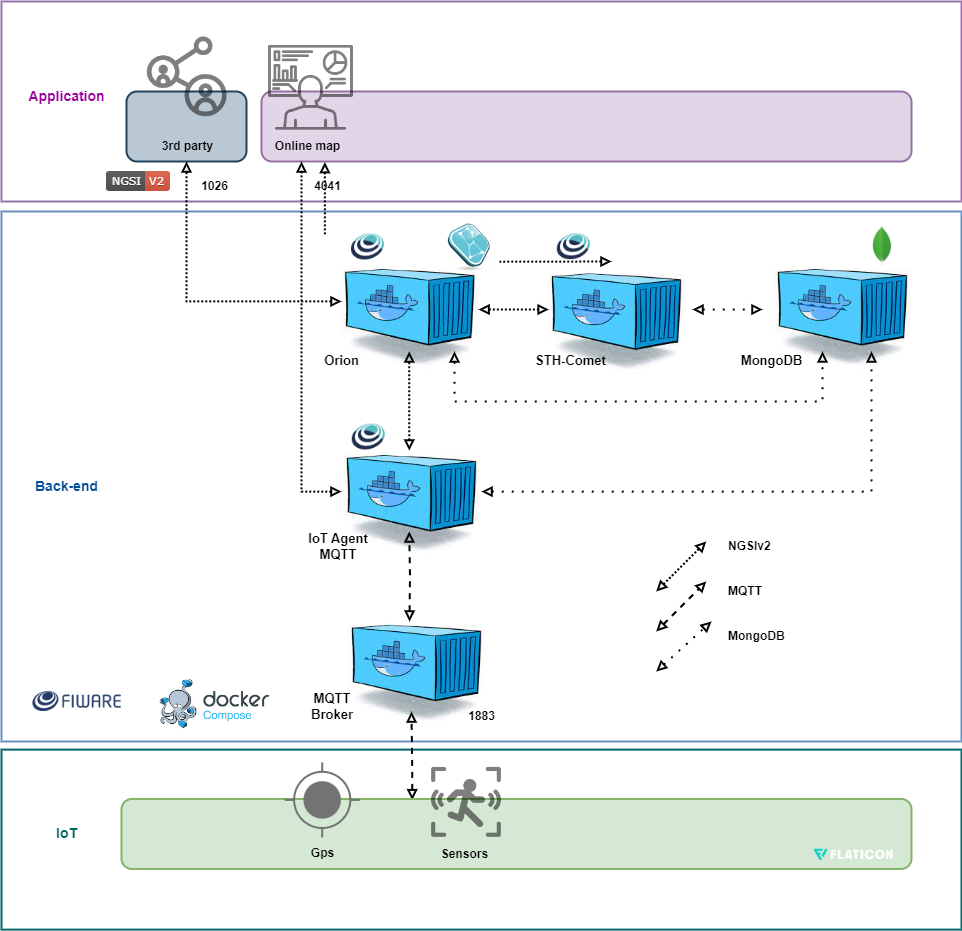 Application
3rd party
Online map
NGSI V2
1026
4041
Orion
STH-Comet
MongoDB
Back-end
IoT Agent
MQTT
NGSIv2
MQTT
MongoDB
FIWARE
docker
Compose
MQTT
Broker
1883
IoT
Gps
Sensors
FLATICON